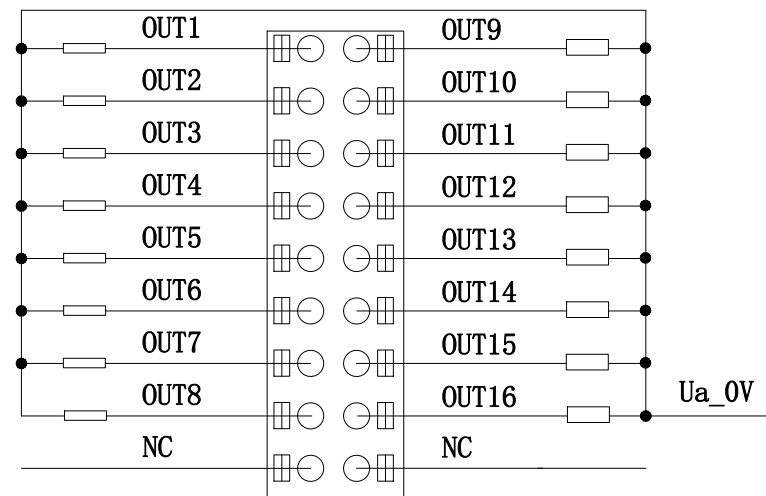 OUT1 OUT9
OUT2 OUT10
OUT3 OUT11
OUT4 OUT12
OUT5 OUT13
OUT6 OUT14
OUT7 OUT15
OUT8 OUT16 Ua_0V
NC NC